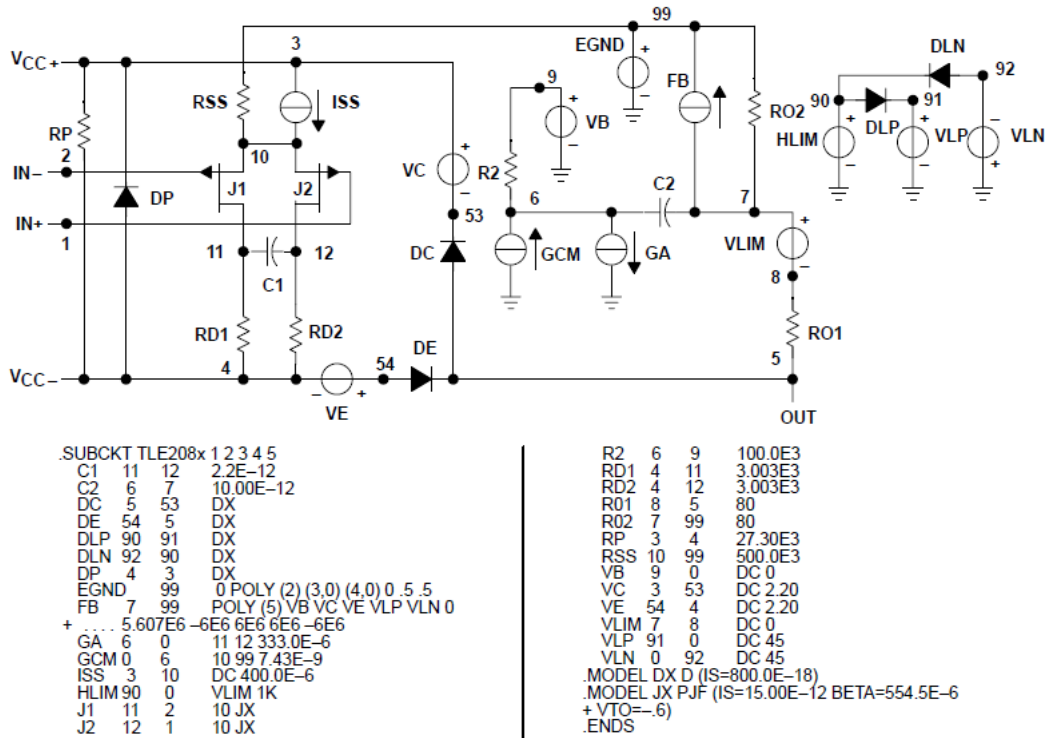 99
3
EGND
DLN
VCC+
9
FB
92
RSS
ISS
VB
RO2
90
91
RP
DLP
2
10
HLIM
VLP
VLN
IN−
R2
VC
J1
J2
DP
C2
6
7
IN+
53
1
11
12
DC
GCM
GA
VLIM
C1
8
RD1
RD2
RO1
DE
54
5
4
VCC−
VE
OUT
.SUBCKT TLE208x 1 2 3 4 5
C1 11 12 2.2E−12
C2 6 7 10.00E−12
DC 5 53 DX
DE 54 5 DX
DLP 90 91 DX
DLN 92 90 DX
DP 4 3 DX
EGND 99 0 POLY (2) (3,0) (4,0) 0 .5 .5
FB 7 99 POLY (5) VB VC VE VLP VLN 0
+ . . . . 5.607E6 −6E6 6E6 6E6 −6E6
GA 6 0 11 12 333.0E−6
GCM 0 6 10 99 7.43E−9
ISS 3 10 DC 400.0E−6
HLIM 90 0 VLIM 1K
J1 11 2 10 JX
J2 12 1 10 JX
R2 6 9 100.0E3
RD1 4 11 3.003E3
RD2 4 12 3.003E3
R01 8 5 80
R02 7 99 80
RP 3 4 27.30E3
RSS 10 99 500.0E3
VB 9 0 DC 0
VC 3 53 DC 2.20
VE 54 4 DC 2.20
VLIM 7 8 DC 0
VLP 91 0 DC 45
VLN 0 92 DC 45
.MODEL DX D (IS=800.0E−18)
.MODEL JX PJF (IS=15.00E−12 BETA=554.5E−6
+ VTO=−.6)
.ENDS